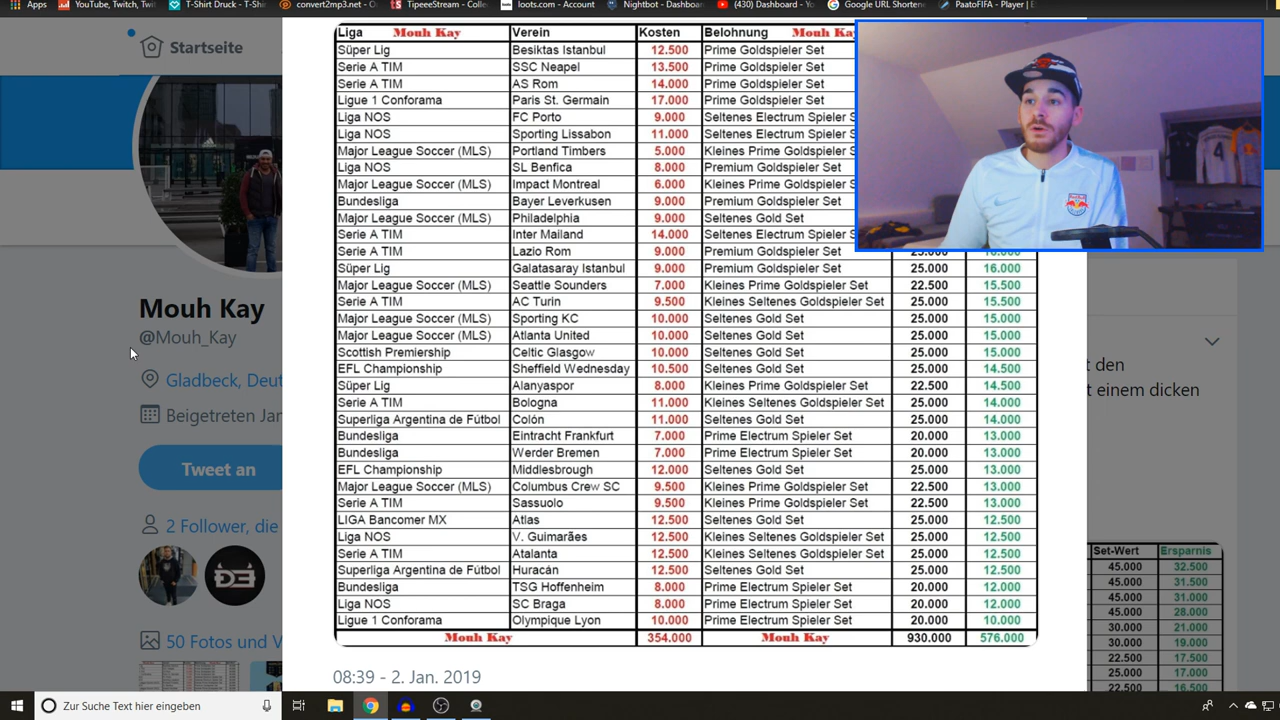 Apps YouTube, Twitch, Twi T-Shirt Druck - T-Shi convert2mp3.net - O TipeeeStream - Colle loots.com - Account Nightbot - Dashboar (430) Dashboard - Yo Google URL Shortene PaatoFIFA - Player | E
Startseite
Mouh Kay
@Mouh_Kay
Gladbeck, Deut
Beigetreten Jan
Tweet an
2 Follower, die
50 Fotos und V
Liga Mouh Kay Verein Kosten Belohnung Mouh Kay
Süper Lig Besiktas Istanbul 12.500 Prime Goldspieler Set
Serie A TIM SSC Neapel 13.500 Prime Goldspieler Set
Serie A TIM AS Rom 14.000 Prime Goldspieler Set
Ligue 1 Conforama Paris St. Germain 17.000 Prime Goldspieler Set
Liga NOS FC Porto 9.000 Seltenes Electrum Spieler S
Liga NOS Sporting Lissabon 11.000 Seltenes Electrum Spieler S
Major League Soccer (MLS) Portland Timbers 5.000 Kleines Prime Goldspieler S
Liga NOS SL Benfica 8.000 Premium Goldspieler Set
Major League Soccer (MLS) Impact Montreal 6.000 Kleines Prime Goldspieler S
Bundesliga Bayer Leverkusen 9.000 Premium Goldspieler Set
Major League Soccer (MLS) Philadelphia 9.000 Seltenes Gold Set
Serie A TIM Inter Mailand 14.000 Seltenes Electrum Spieler S
Serie A TIM Lazio Rom 9.000 Premium Goldspieler Set
Süper Lig Galatasaray Istanbul 9.000 Premium Goldspieler Set 25.000 16.000
Major League Soccer (MLS) Seattle Sounders 7.000 Kleines Prime Goldspieler Set 22.500 15.500
Serie A TIM AC Turin 9.500 Kleines Seltenes Goldspieler Set 25.000 15.500
Major League Soccer (MLS) Sporting KC 10.000 Seltenes Gold Set 25.000 15.000
Major League Soccer (MLS) Atlanta United 10.000 Seltenes Gold Set 25.000 15.000
Scottish Premiership Celtic Glasgow 10.000 Seltenes Gold Set 25.000 15.000
EFL Championship Sheffield Wednesday 10.500 Seltenes Gold Set 25.000 14.500
Süper Lig Alanyaspor 8.000 Kleines Prime Goldspieler Set 22.500 14.500
Serie A TIM Bologna 11.000 Kleines Seltenes Goldspieler Set 25.000 14.000
Superliga Argentina de Fútbol Colón 11.000 Seltenes Gold Set 25.000 14.000
Bundesliga Eintracht Frankfurt 7.000 Prime Electrum Spieler Set 20.000 13.000
Bundesliga Werder Bremen 7.000 Prime Electrum Spieler Set 20.000 13.000
EFL Championship Middlesbrough 12.000 Seltenes Gold Set 25.000 13.000
Major League Soccer (MLS) Columbus Crew SC 9.500 Kleines Prime Goldspieler Set 22.500 13.000
Serie A TIM Sassuolo 9.500 Kleines Prime Goldspieler Set 22.500 13.000
LIGA Bancomer MX Atlas 12.500 Seltenes Gold Set 25.000 12.500
Liga NOS V. Guimarães 12.500 Kleines Seltenes Goldspieler Set 25.000 12.500
Serie A TIM Atalanta 12.500 Kleines Seltenes Goldspieler Set 25.000 12.500
Superliga Argentina de Fútbol Huracán 12.500 Seltenes Gold Set 25.000 12.500
Bundesliga TSG Hoffenheim 8.000 Prime Electrum Spieler Set 20.000 12.000
Liga NOS SC Braga 8.000 Prime Electrum Spieler Set 20.000 12.000
Ligue 1 Conforama Olympique Lyon 10.000 Prime Electrum Spieler Set 20.000 10.000
Mouh Kay 354.000 Mouh Kay 930.000 576.000
08:39 - 2. Jan. 2019
t den
t einem dicken
Set-Wert Ersparnis
45.000 32.500
45.000 31.500
45.000 31.000
45.000 28.000
30.000 21.000
30.000 19.000
22.500 17.500
25.000 17.000
22.500 16.500
Zur Suche Text hier eingeben